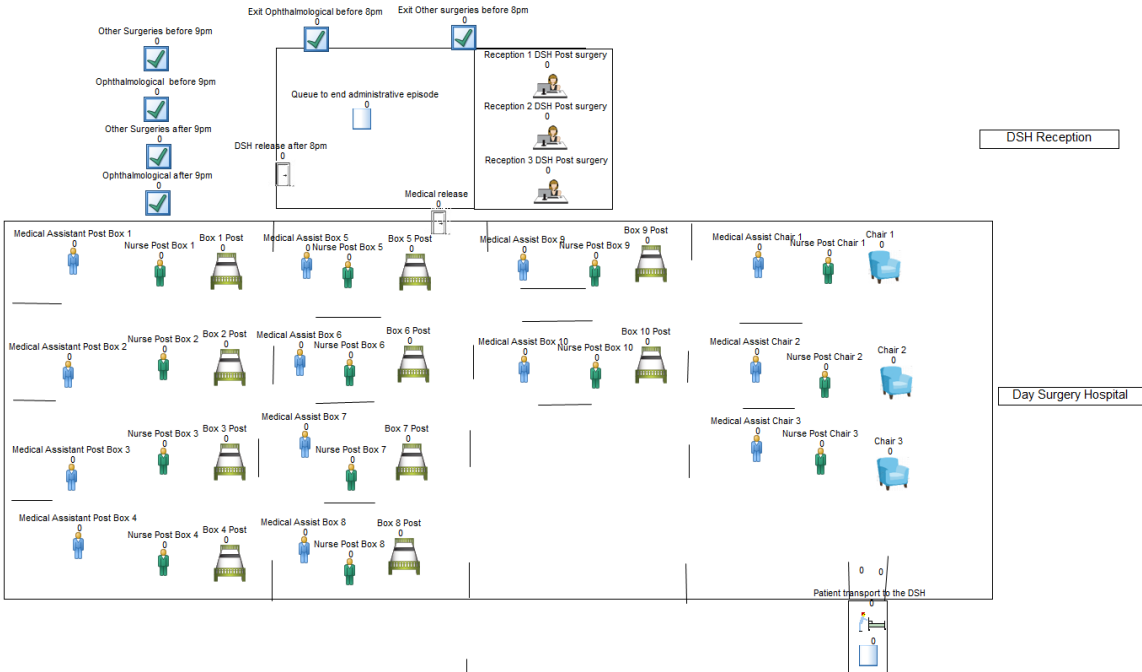 Exit Ophthalmological before 8pm
0
Exit Other surgeries before 8pm
0
Other Surgeries before 9pm
0
Ophthalmological before 9pm
0
Other Surgeries after 9pm
0
Ophthalmological after 9pm
0
Queue to end administrative episode
0
DSH release after 8pm
0
Reception 1 DSH Post surgery
0
Reception 2 DSH Post surgery
0
Reception 3 DSH Post surgery
0
DSH Reception
Medical release
0
Medical Assistant Post Box 1
0
Nurse Post Box 1
0
Box 1 Post
0
Medical Assist Box 5
0
Nurse Post Box 5
0
Box 5 Post
0
Medical Assist Box 9
0
Nurse Post Box 9
0
Box 9 Post
0
Medical Assist Chair 1
0
Nurse Post Chair 1
0
Chair 1
0
Medical Assistant Post Box 2
0
Nurse Post Box 2
0
Box 2 Post
0
Medical Assist Box 6
0
Nurse Post Box 6
0
Box 6 Post
0
Medical Assist Box 10
0
Nurse Post Box 10
0
Box 10 Post
0
Medical Assist Chair 2
0
Nurse Post Chair 2
0
Chair 2
0
Day Surgery Hospital
Medical Assistant Post Box 3
0
Nurse Post Box 3
0
Box 3 Post
0
Medical Assist Box 7
0
Nurse Post Box 7
0
Box 7 Post
0
Medical Assist Chair 3
0
Nurse Post Chair 3
0
Chair 3
0
Medical Assistant Post Box 4
0
Nurse Post Box 4
0
Box 4 Post
0
Medical Assist Box 8
0
Nurse Post Box 8
0
Box 8 Post
0
0 0
Patient transport to the DSH
0
0